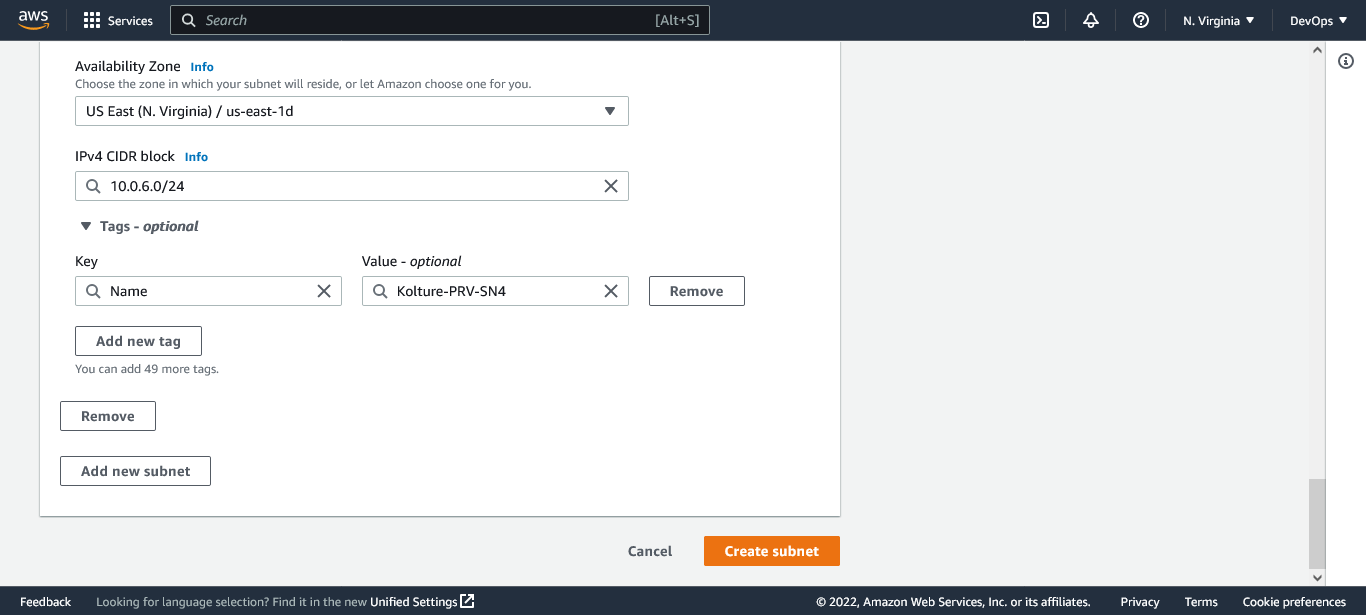 aws
Services
Search
[Alt+S]
N. Virginia ▼
DevOps ▼
Availability Zone Info
Choose the zone in which your subnet will reside, or let Amazon choose one for you.
US East (N. Virginia) / us-east-1d
IPv4 CIDR block Info
10.0.6.0/24
▼ Tags - optional
Key
Value - optional
Name
Kolture-PRV-SN4
Remove
Add new tag
You can add 49 more tags.
Remove
Add new subnet
Cancel
Create subnet
Feedback
Looking for language selection? Find it in the new Unified Settings
© 2022, Amazon Web Services, Inc. or its affiliates.
Privacy
Terms
Cookie preferences